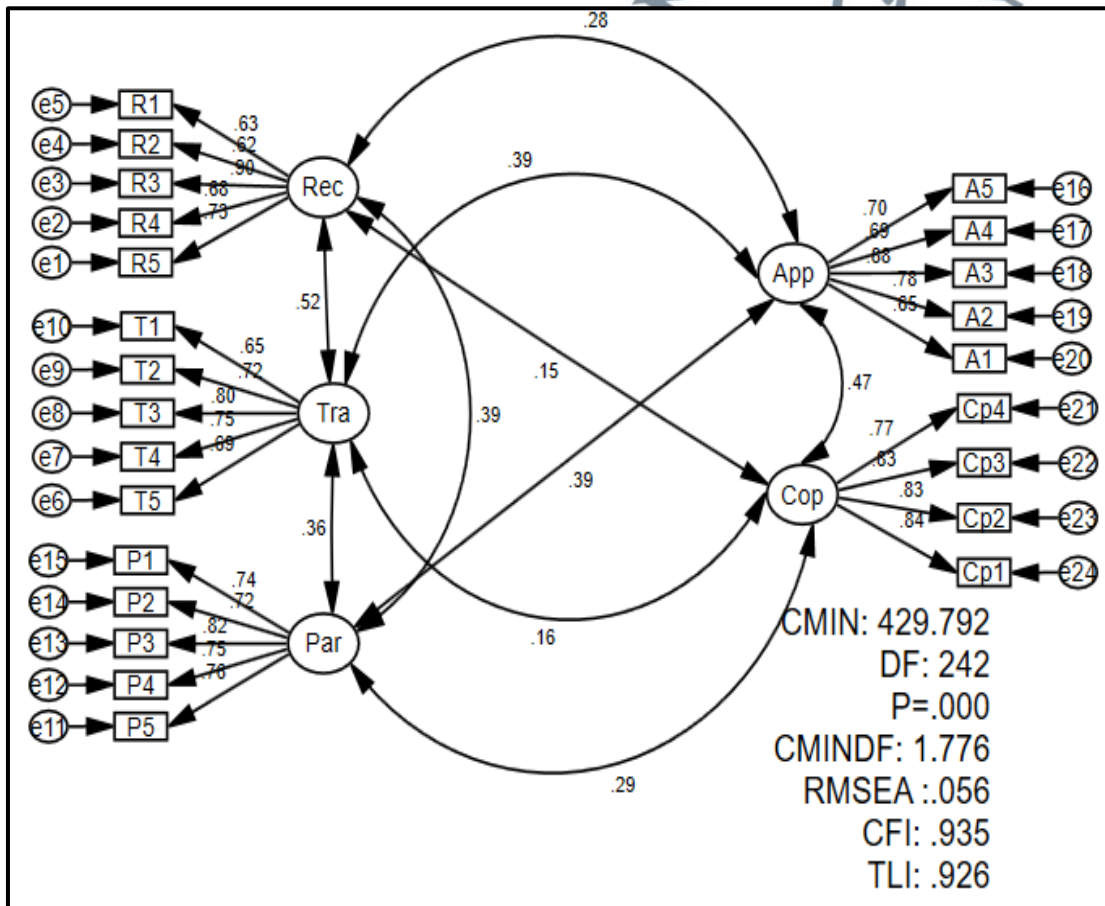 .28
e5 R1
.63
e4 R2
.62
e3 R3
.90
e2 R4
.73
e1 R5
Rec
.39
.52
e10 T1
.65
e9 T2
.72
e8 T3
.80
e7 T4
.75
e6 T5
Tra
.15
.39
.39
.36
.16
e15 P1
.74
e14 P2
.72
e13 P3
.82
e12 P4
.75
e11 P5
Par
.29
App
.70
A5 e16
.69
A4 e17
A3 e18
.78
A2 e19
.65
A1 e20
.47
Cop
.77
Cp4 e21
.83
Cp3 e22
.83
Cp2 e23
.84
Cp1 e24
CMIN: 429.792
DF: 242
P=.000
CMINDF: 1.776
RMSEA :.056
CFI: .935
TLI: .926